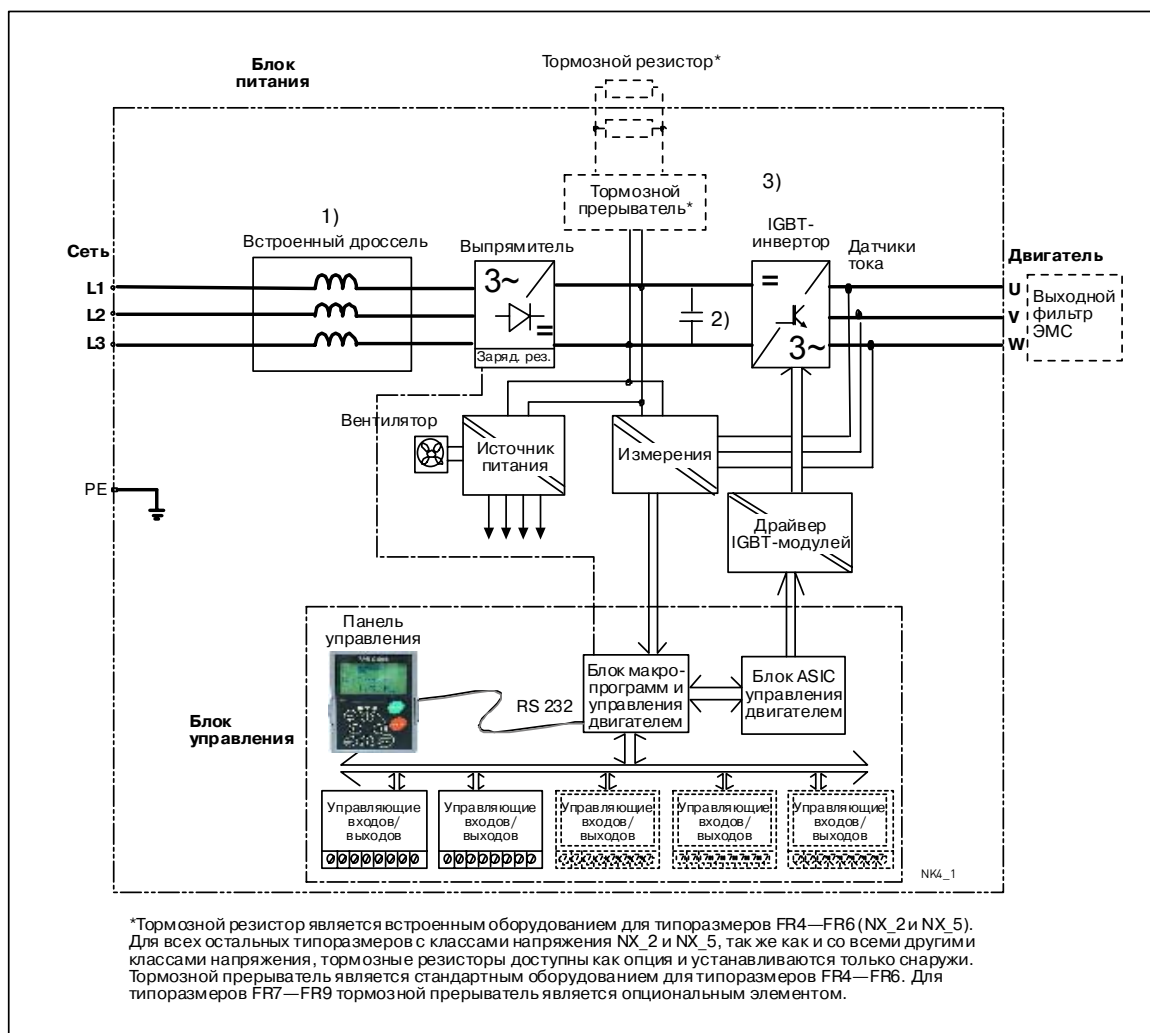 Блок
питания
Тормозной резистор*
Тормозной
прерыватель*
3)
1)
Встроенный дроссель
Выпрямитель
IGBT-
инвертор
Датчики
тока
Сеть
Двигатель
L1
L2
L3
3~
=
Заряд. рез.
2)
=
3~
U
V
W
Выходной
фильтр
ЭМС
Вентилятор
Источник
питания
Измерения
PE
Драйвер
IGBT-модулей
Панель
управления
Блок
управления
RS 232
Блок макро-
программ и
управления
двигателем
Блок ASIC
управления
двигателем
Управляющие
входов/
выходов
Управляющие
входов/
выходов
Управляющие
входов/
выходов
Управляющие
входов/
выходов
Управляющие
входов/
выходов
NK4_1
*Тормозной резистор является встроенным оборудованием для типоразмеров FR4—FR6 (NX_2 и NX_5).
Для всех остальных типоразмеров с классами напряжения NX_2 и NX_5, так же как и со всеми другими
классами напряжения, тормозные резисторы доступны как опция и устанавливаются только снаружи.
Тормозной прерыватель является стандартным оборудованием для типоразмеров FR4—FR6. Для
типоразмеров FR7—FR9 тормозной прерыватель является опциональным элементом.